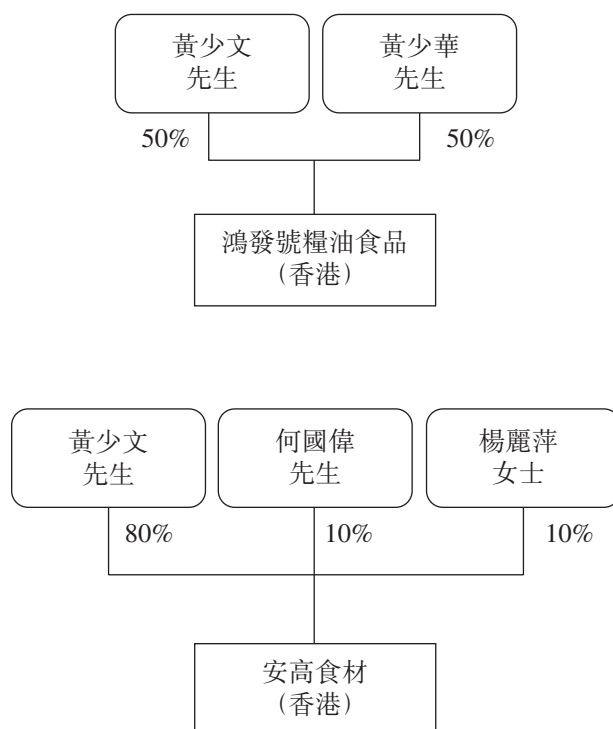 黃少文
先生
黃少華
先生
50%
50%
鴻發號糧油食品
（香港）
黃少文
先生
何國偉
先生
楊麗萍
女士
80%
10%
10%
安高食材
（香港）